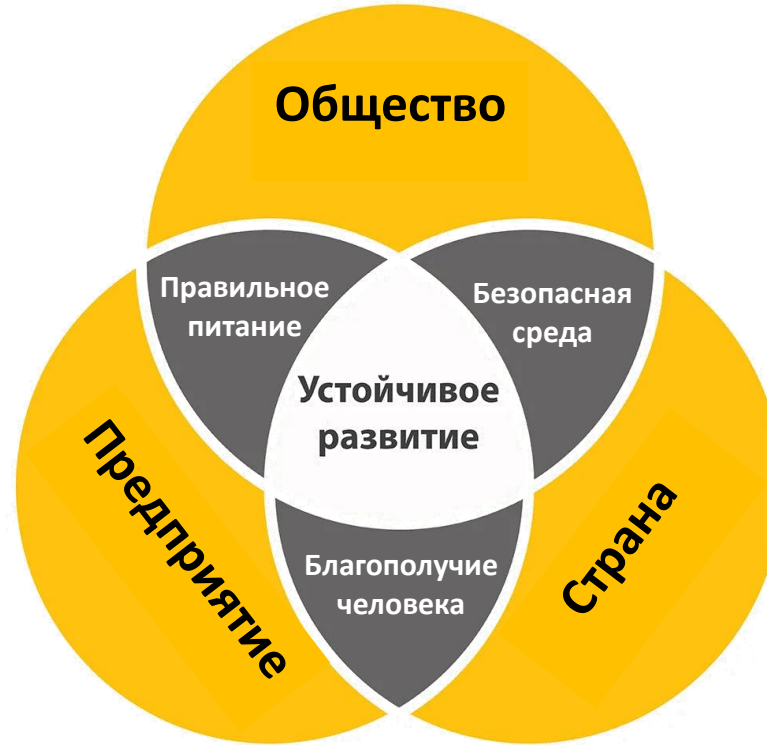 Общество
Правильное
питание
Безопасная
среда
Устойчивое
развитие
Предприятие
Благополучие
человека
Страна